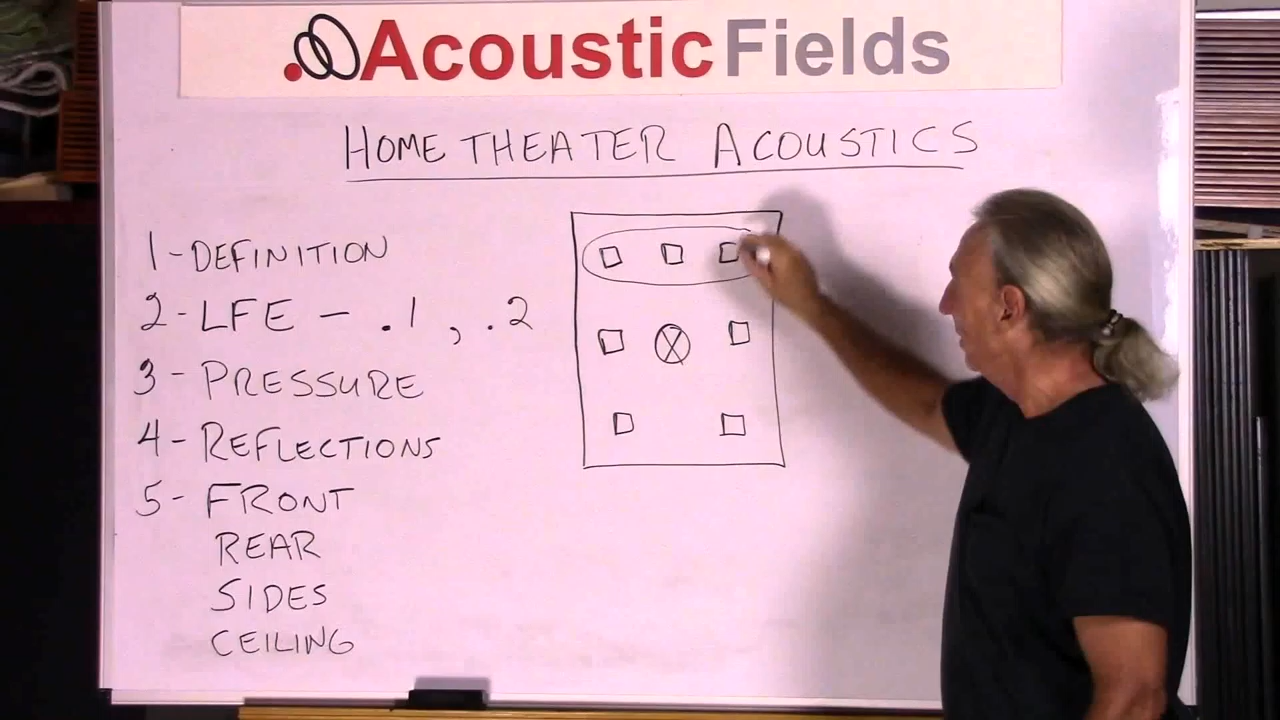 AcousticFields
HOME THEATER ACOUSTICS
1-DEFINITION
2-LFE - .1, .2
3-PRESSURE
4-REFLECTIONS
5-FRONT
REAR
SIDES
CEILING